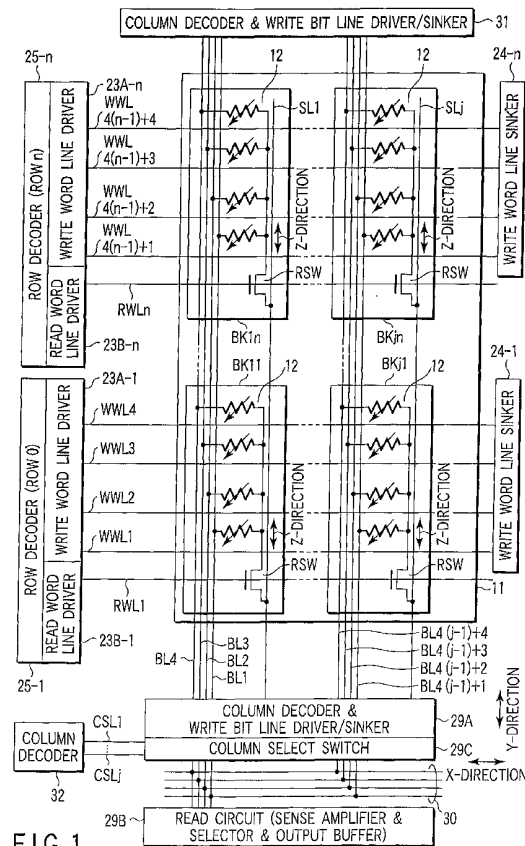 COLUMN DECODER & WRITE BIT LINE DRIVER/SINKER
31
25-n
23A-n
12
12
24-n
ROW DECODER (ROW n)
WRITE WORD LINE DRIVER
READ WORD LINE DRIVER
WWL 4(n-1)+4
WWL 4(n-1)+3
WWL 4(n-1)+2
WWL 4(n-1)+1
SL1
SLj
Z-DIRECTION
Z-DIRECTION
WRITE WORD LINE SINKER
RSW
RSW
RWLn
23B-n
BK1n
BKjn
23A-1
BK11
12
BKj1
12
24-1
ROW DECODER (ROW 0)
WRITE WORD LINE DRIVER
READ WORD LINE DRIVER
WWL4
WWL3
WWL2
WWL1
Z-DIRECTION
Z-DIRECTION
WRITE WORD LINE SINKER
RSW
RSW
RWL1
11
23B-1
25-1
BL4
BL3
BL2
BL1
BL4(j-1)+4
BL4(j-1)+3
BL4(j-1)+2
BL4(j-1)+1
COLUMN DECODER & WRITE BIT LINE DRIVER/SINKER
29A
Y-DIRECTION
COLUMN DECODER
32
CSL1
CSLj
COLUMN SELECT SWITCH
29C
X-DIRECTION
30
29B
READ CIRCUIT (SENSE AMPLIFIER & SELECTOR & OUTPUT BUFFER)
FIG. 1